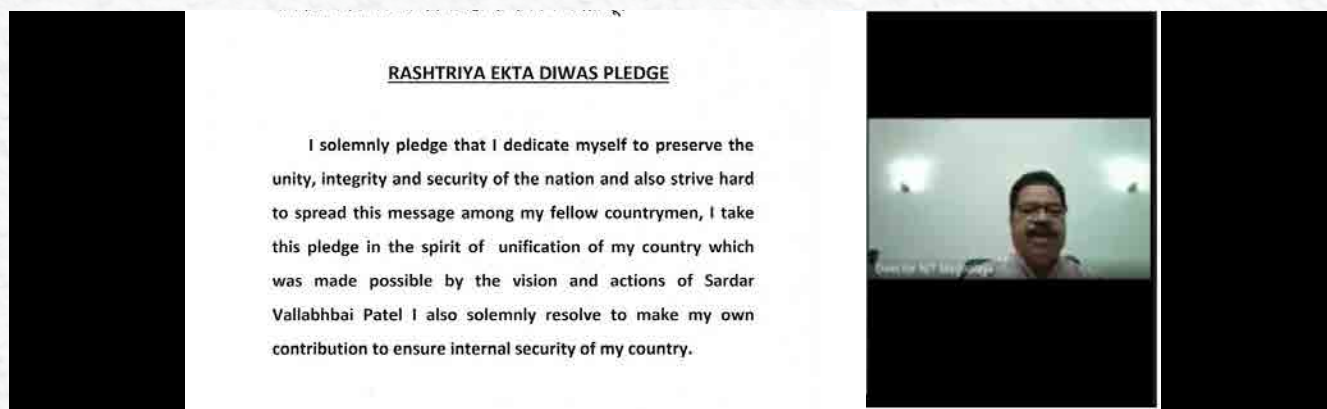 RASHTRIYA EKTA DIWAS PLEDGE
I solemnly pledge that I dedicate myself to preserve the
unity, integrity and security of the nation and also strive hard
to spread this message among my fellow countrymen, I take
this pledge in the spirit of unification of my country which
was made possible by the vision and actions of Sardar
Vallabhbai Patel I also solemnly resolve to make my own
contribution to ensure internal security of my country.
Director NIT